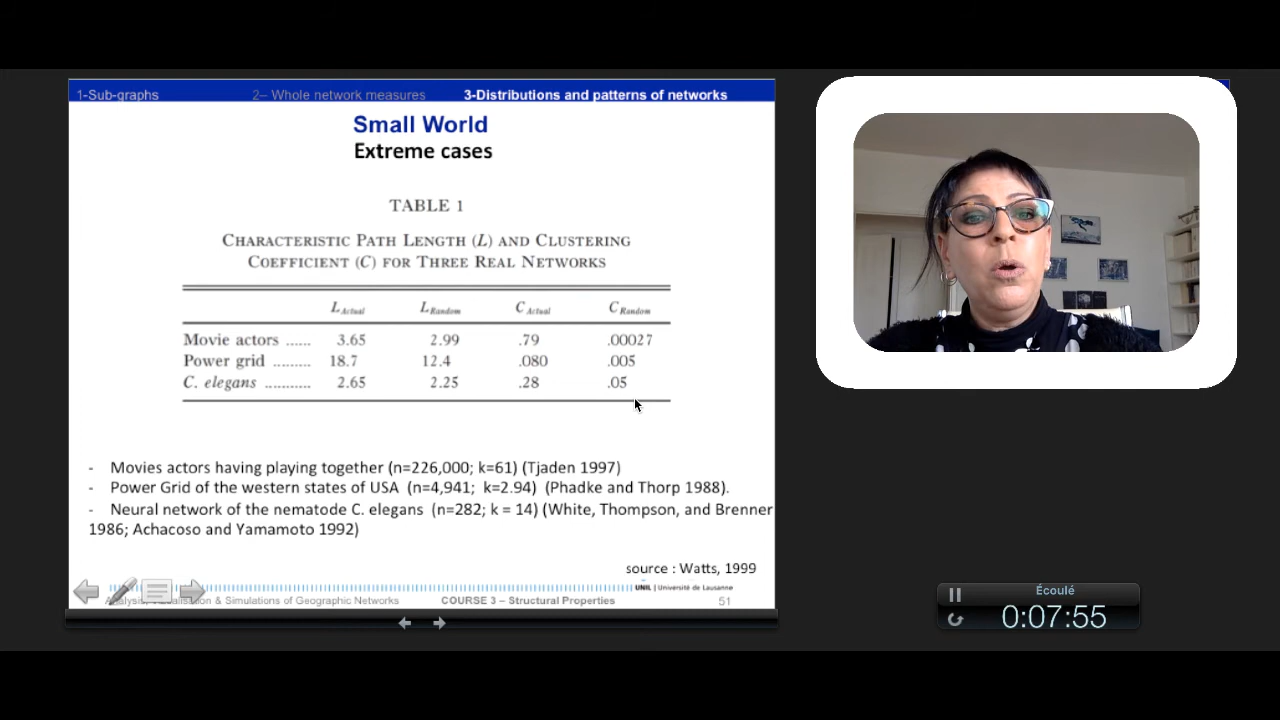 1-Sub-graphs
2– Whole network measures
3-Distributions and patterns of networks
Small World
Extreme cases
TABLE 1
CHARACTERISTIC PATH LENGTH (L) AND CLUSTERING
COEFFICIENT (C) FOR THREE REAL NETWORKS
L Actual L Random C Actual C Random
Movie actors ...... 3.65 2.99 .79 .00027
Power grid ......... 18.7 12.4 .080 .005
C. elegans ........... 2.65 2.25 .28 .05
- Movies actors having playing together (n=226,000; k=61) (Tjaden 1997)
- Power Grid of the western states of USA (n=4,941; k=2.94) (Phadke and Thorp 1988).
- Neural network of the nematode C. elegans (n=282; k = 14) (White, Thompson, and Brenner
1986; Achacoso and Yamamoto 1992)
source : Watts, 1999
UNIL | Université de Lausanne
& Simulations of Geographic Networks
COURSE 3 – Structural Properties
51
Écoulé
0:07:55